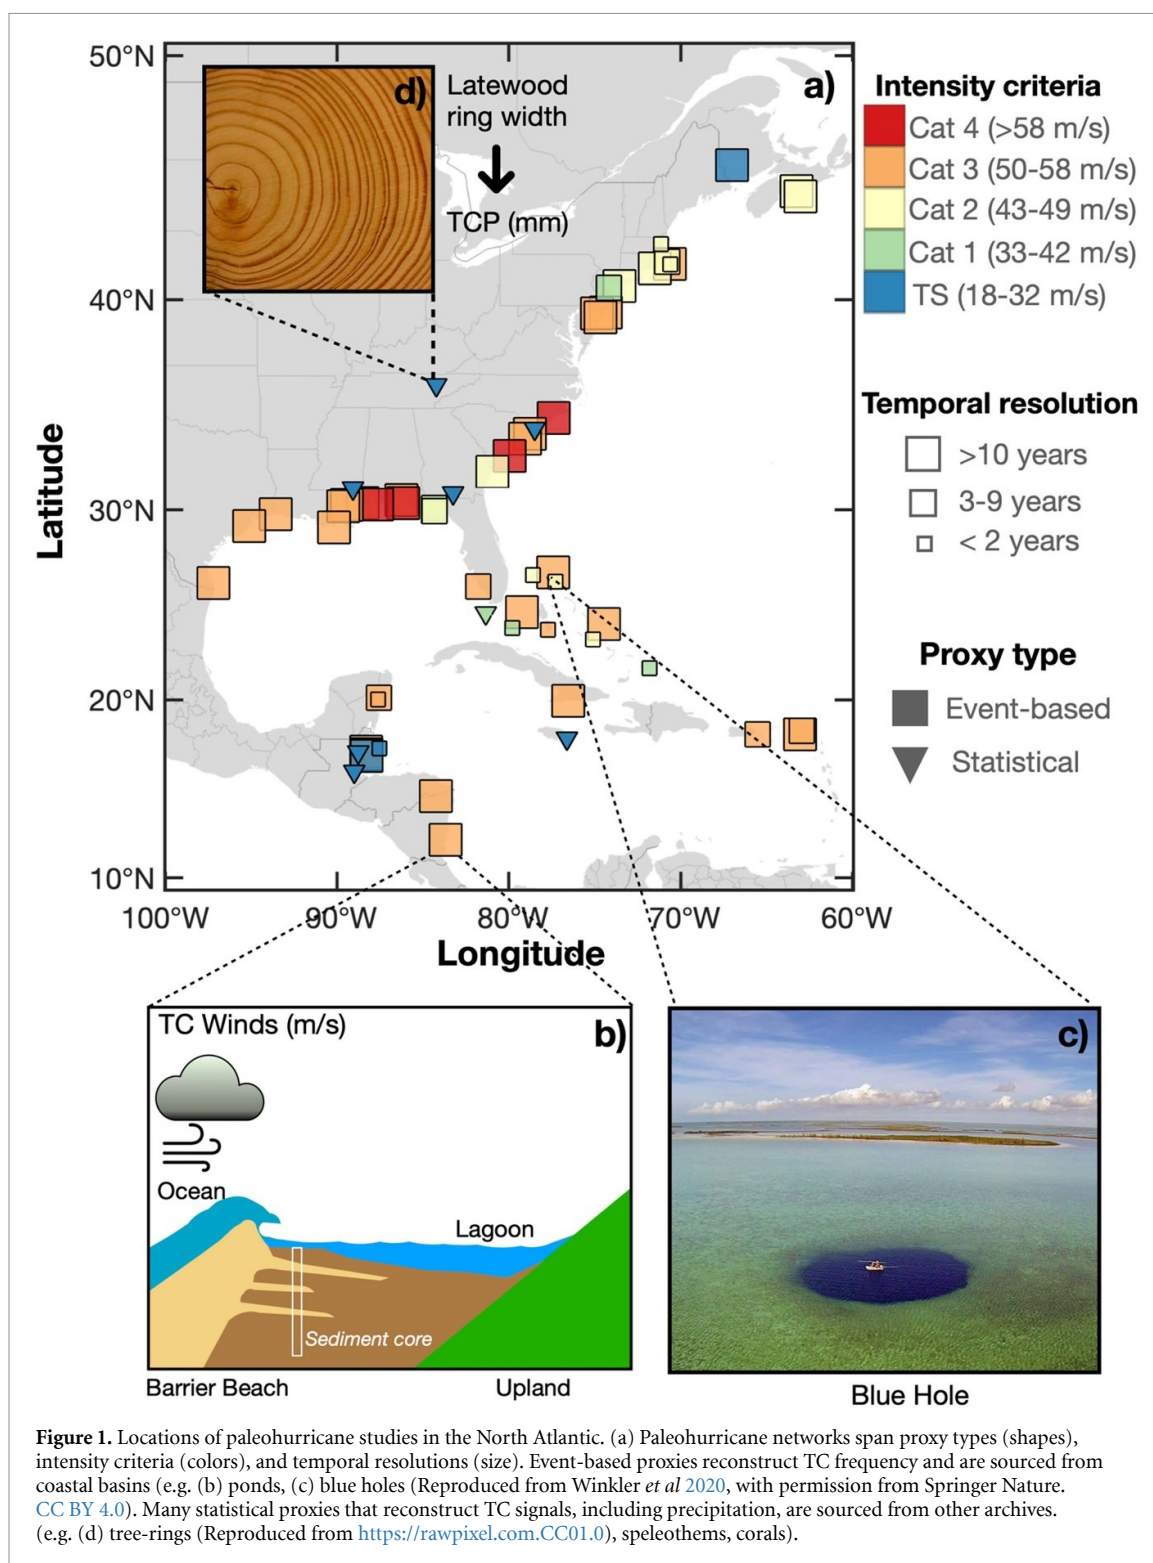 50°N
40°N
30°N
20°N
10°N
100°W
90°W
80°W
70°W
60°W
Latitude
Longitude
d)
Latewood
ring width
TCP (mm)
a)
Intensity criteria
Cat 4 (>58 m/s)
Cat 3 (50-58 m/s)
Cat 2 (43-49 m/s)
Cat 1 (33-42 m/s)
TS (18-32 m/s)
Temporal resolution
>10 years
3-9 years
< 2 years
Proxy type
Event-based
Statistical
TC Winds (m/s)
b)
Ocean
Lagoon
Sediment core
Barrier Beach
Upland
c)
Blue Hole
Figure 1. Locations of paleohurricane studies in the North Atlantic. (a) Paleohurricane networks span proxy types (shapes),
intensity criteria (colors), and temporal resolutions (size). Event-based proxies reconstruct TC frequency and are sourced from
coastal basins (e.g. (b) ponds, (c) blue holes (Reproduced from Winkler et al 2020, with permission from Springer Nature.
CC BY 4.0). Many statistical proxies that reconstruct TC signals, including precipitation, are sourced from other archives.
(e.g. (d) tree-rings (Reproduced from https://rawpixel.com.CC01.0), speleothems, corals).